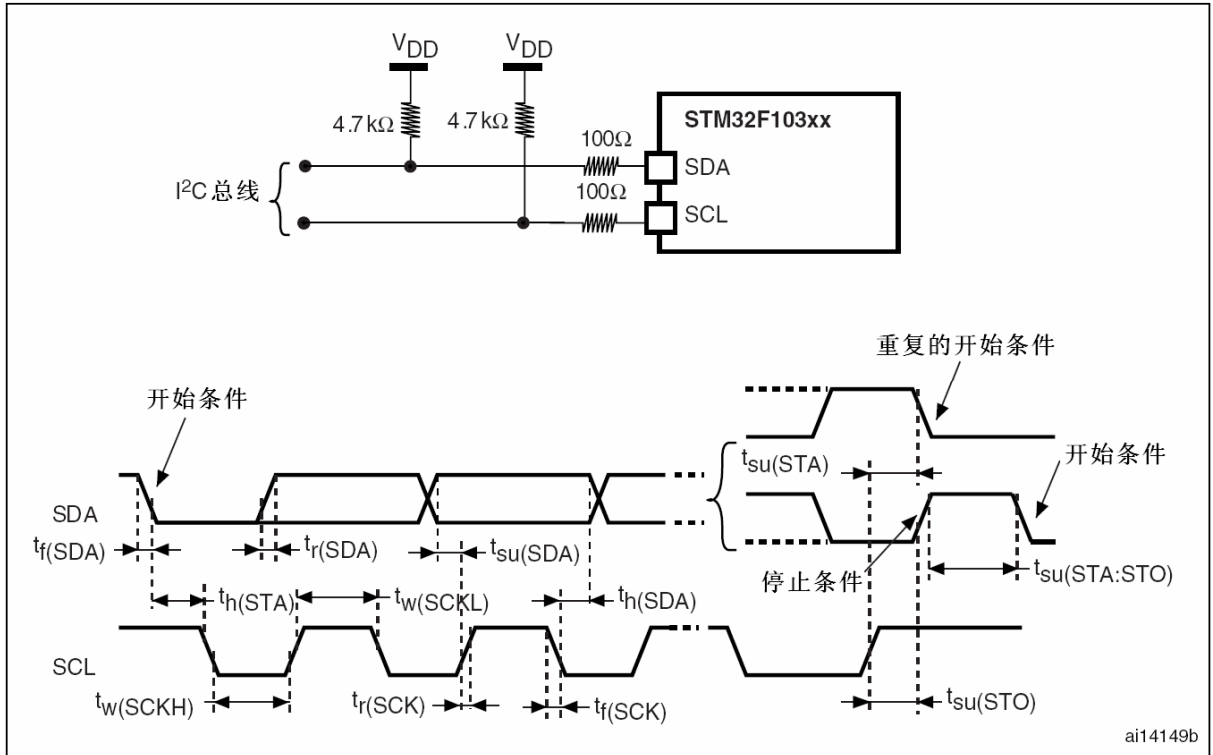 VDD VDD
4.7kΩ 4.7kΩ
STM32F103xx
100Ω
SDA
I²C总线
100Ω
SCL
重复的开始条件
开始条件
tsu(STA)
开始条件
SDA
tf(SDA) tr(SDA) tsu(SDA)
停止条件
tsu(STA:STO)
th(STA) tw(SCKL) th(SDA)
SCL
tw(SCKH) tr(SCK) tf(SCK) tsu(STO)
ai14149b